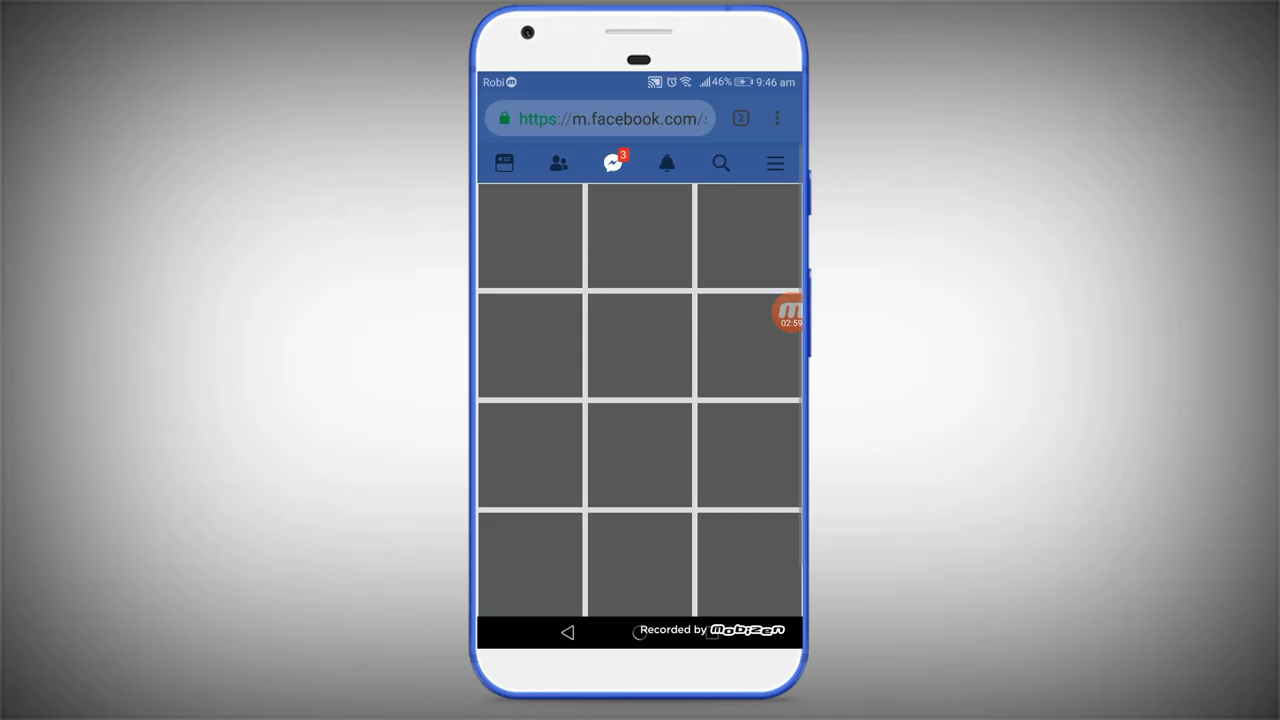 Robi 46% 9:46 am
https://m.facebook.com/s 2
3
02:59
Recorded by mobizen